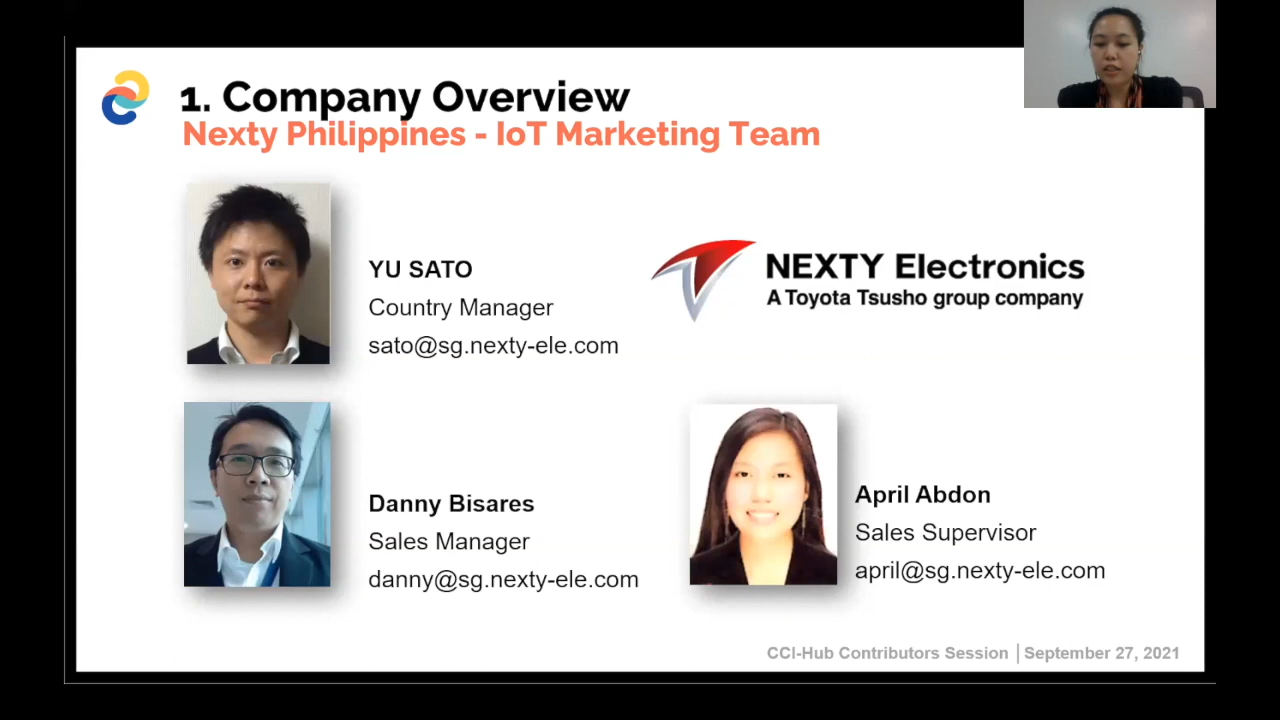 1. Company Overview
Nexty Philippines - IoT Marketing Team
YU SATO
Country Manager
sato@sg.nexty-ele.com
NEXTY Electronics
A Toyota Tsusho group company
Danny Bisares
Sales Manager
danny@sg.nexty-ele.com
April Abdon
Sales Supervisor
april@sg.nexty-ele.com
CCI-Hub Contributors Session | September 27, 2021